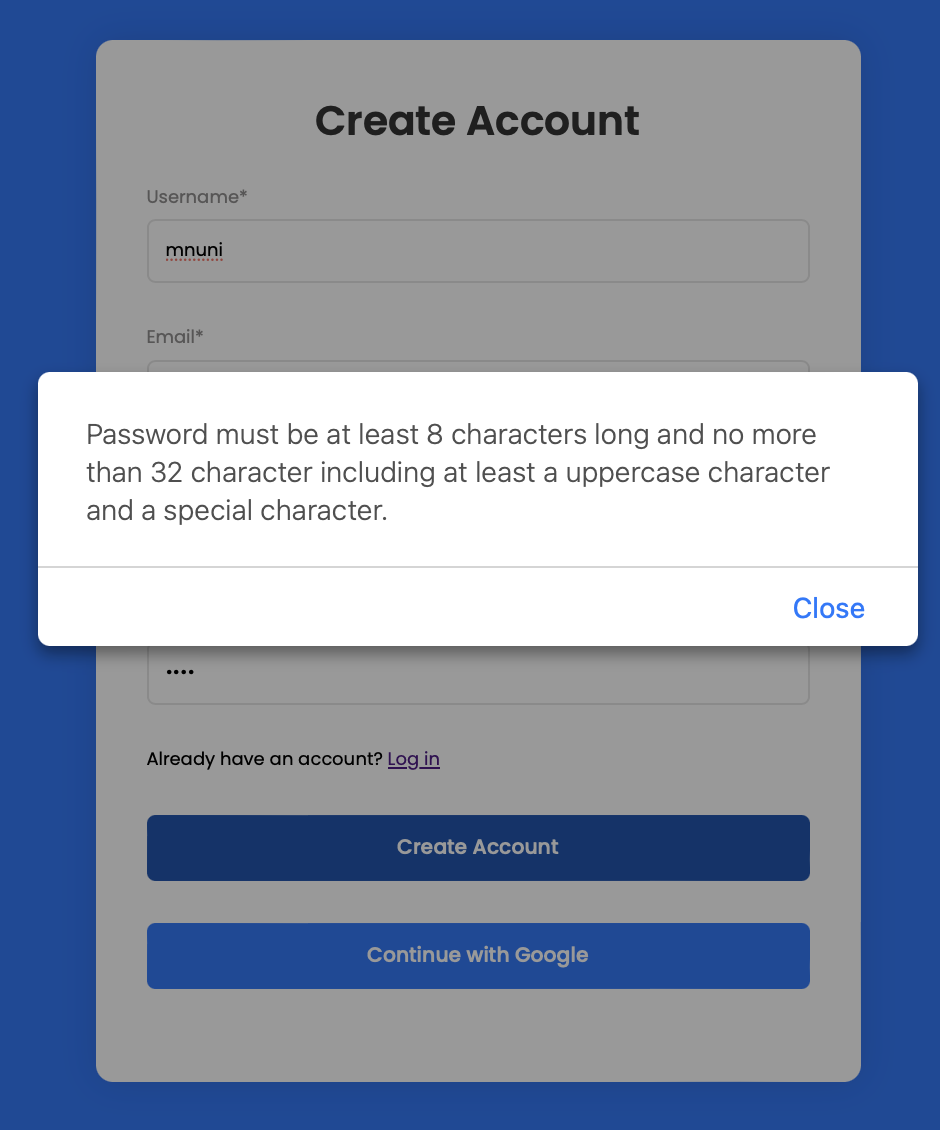 Create Account
Username*
mnuni
Email*
Password must be at least 8 characters long and no more
than 32 character including at least a uppercase character
and a special character.
Close
••••
Already have an account? Log in
Create Account
Continue with Google